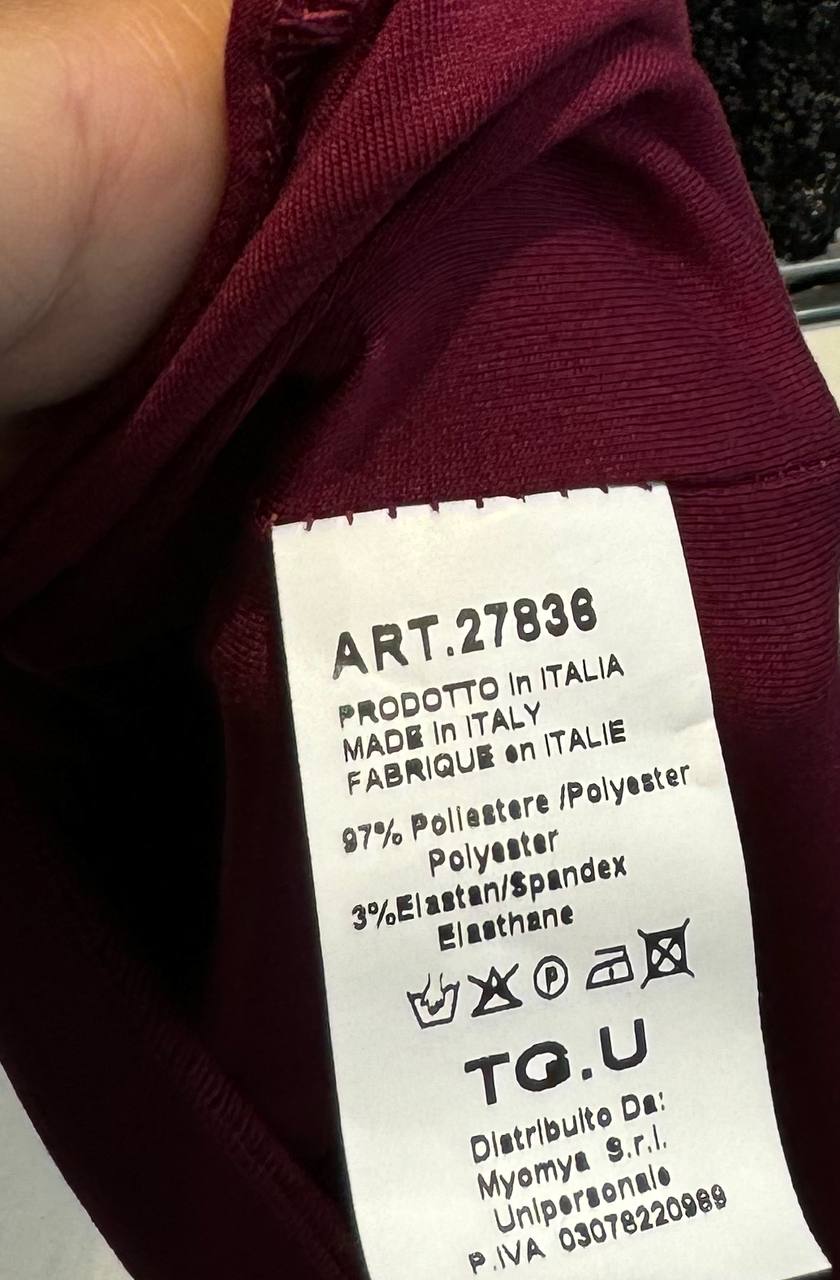 ART.27836
PRODOTTO in ITALIA
MADE in ITALY
FABRIQUE en ITALIE
97% Poliestere /Polyester
Polyester
3%Elastan/Spandex
Elasthane
P
TG.U
Distribuito Da:
Myomya S.r.l.
Unipersonale
P.IVA 03078220969